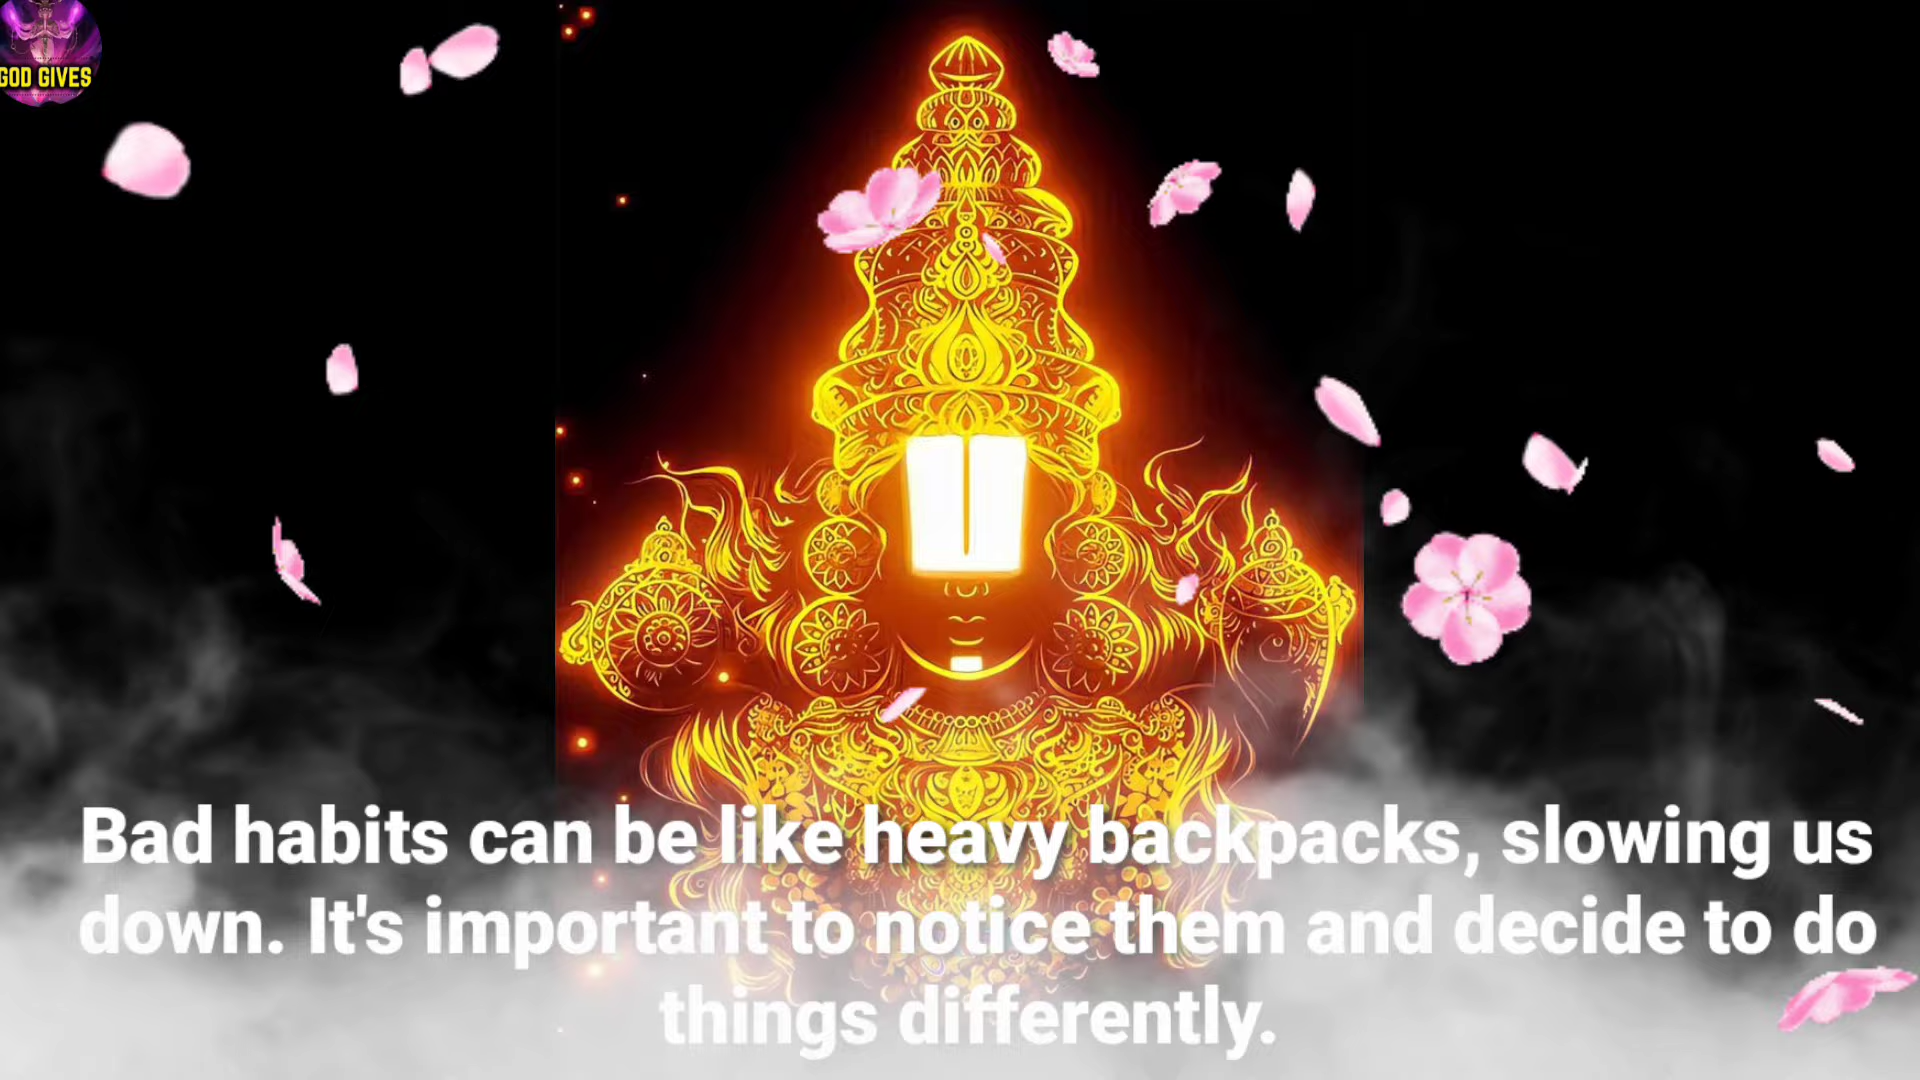 GOD GIVES
Bad habits can be like heavy backpacks, slowing us
down. It's important to notice them and decide to do
things differently.